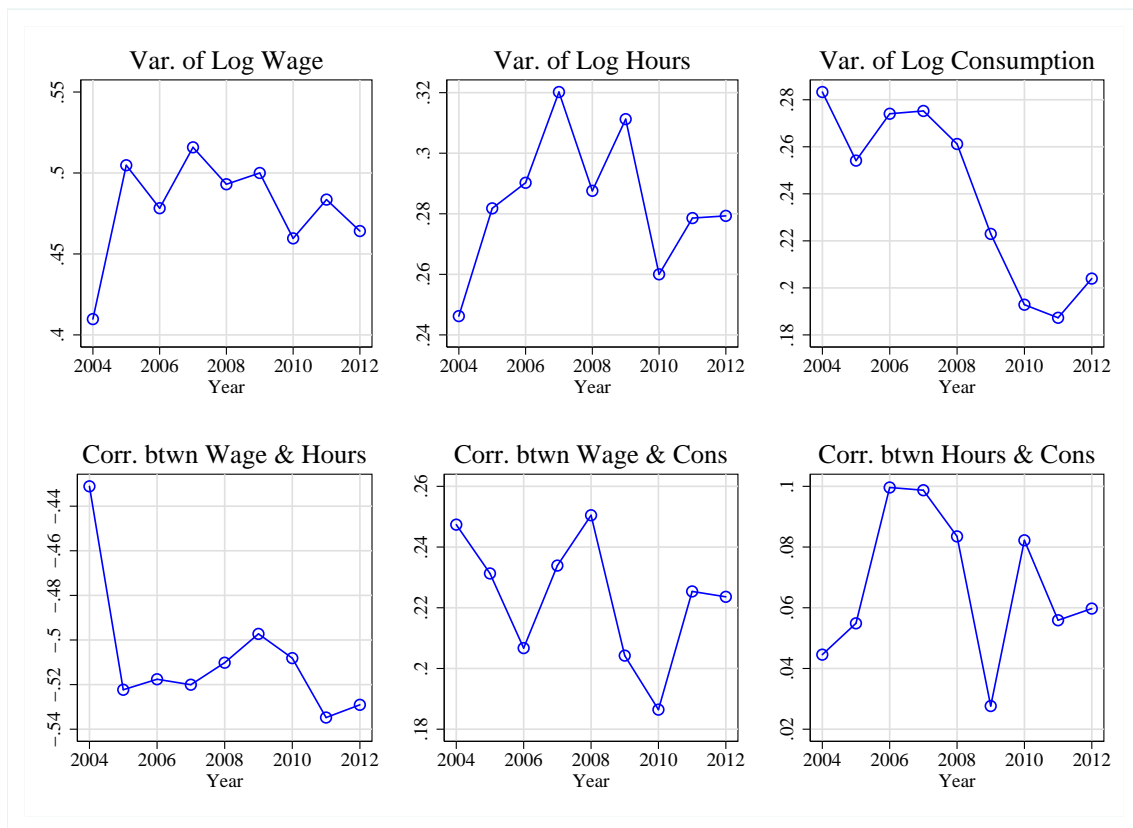 Var. of Log Wage
.55
.5
.45
.4
2004 2006 2008 2010 2012
Year
Var. of Log Hours
.32
.3
.28
.26
.24
2004 2006 2008 2010 2012
Year
Var. of Log Consumption
.28
.26
.24
.22
.2
.18
2004 2006 2008 2010 2012
Year
Corr. btwn Wage & Hours
−.44
−.46
−.48
−.5
−.52
−.54
2004 2006 2008 2010 2012
Year
Corr. btwn Wage & Cons
.26
.24
.22
.2
.18
2004 2006 2008 2010 2012
Year
Corr. btwn Hours & Cons
.1
.08
.06
.04
.02
2004 2006 2008 2010 2012
Year